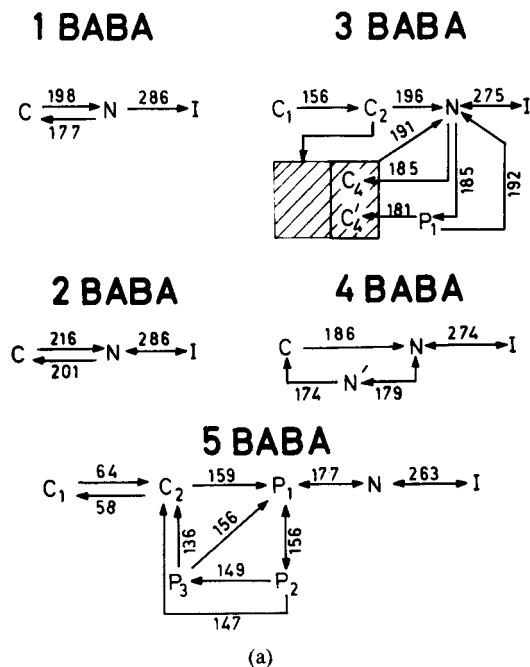 1 BABA
C 198 N 286 I
177
3 BABA
C1 156 C2 196 N 275 I
191
C4 185 185 192
C4' 181 P1
2 BABA
C 216 N 286 I
201
4 BABA
C 186 N 274 I
174 N' 179
5 BABA
C1 64 C2 159 P1 177 N 263 I
58
136 156 156
P3 149 P2
147
(a)